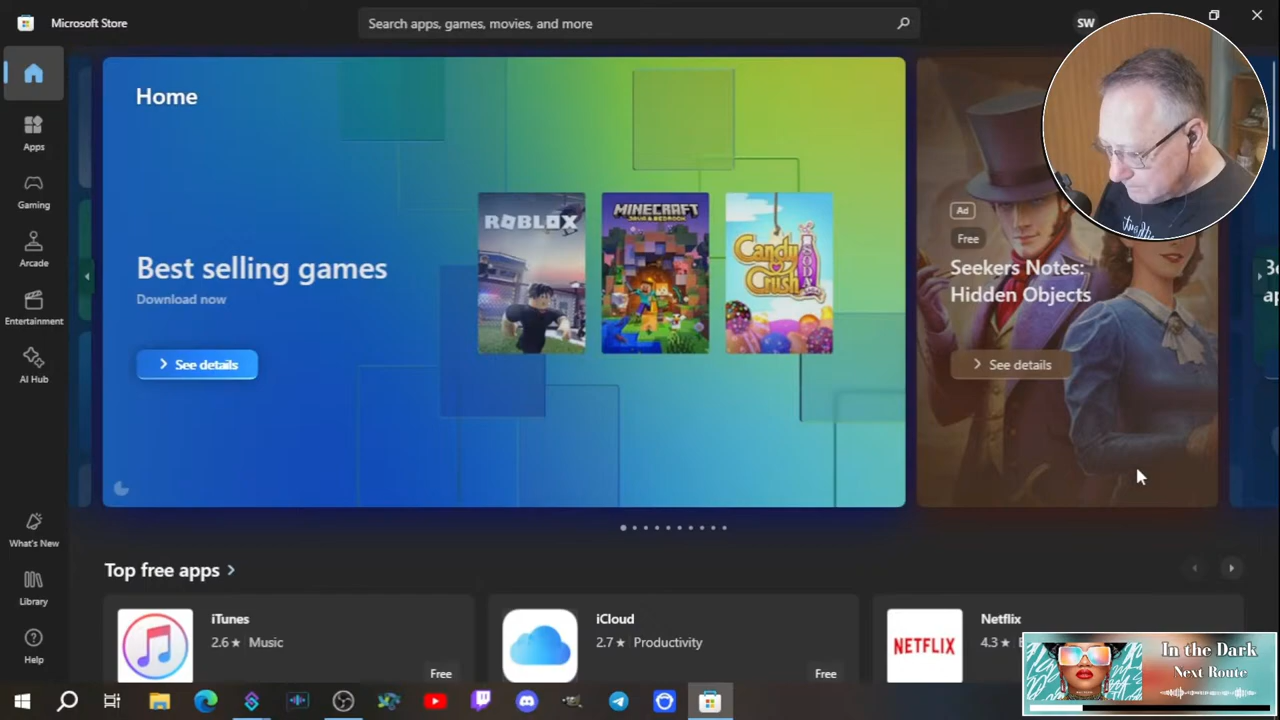 Microsoft Store
Search apps, games, movies, and more
SW
Home
Apps
Gaming
Arcade
Entertainment
AI Hub
What's New
Library
Help
Best selling games
Download now
See details
ROBLOX
MINECRAFT
JAVA & BEDROCK
Candy
Crush
SODA
Ad
Free
Seekers Notes:
Hidden Objects
See details
Top free apps
iTunes
2.6 ★ Music
Free
iCloud
2.7 ★ Productivity
Free
NETFLIX
Netflix
4.3 ★
In the Dark
Next Route